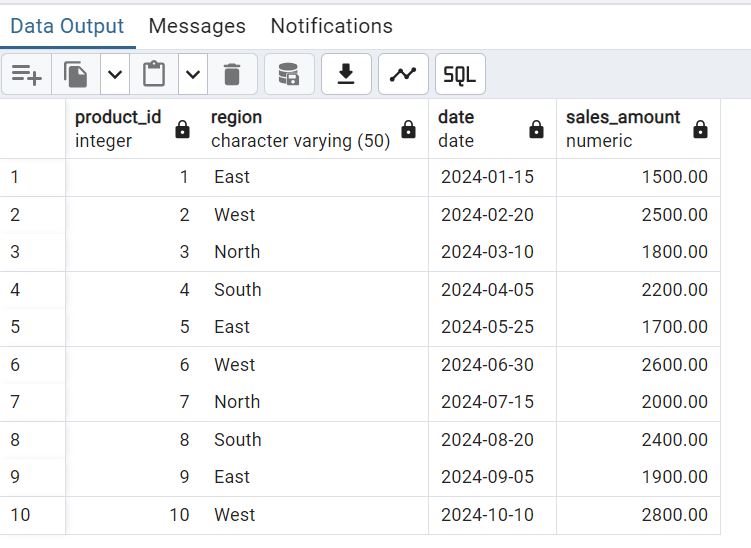 Data Output Messages Notifications
SQL
product_id region date sales_amount
integer character varying (50) date numeric
1 1 East 2024-01-15 1500.00
2 2 West 2024-02-20 2500.00
3 3 North 2024-03-10 1800.00
4 4 South 2024-04-05 2200.00
5 5 East 2024-05-25 1700.00
6 6 West 2024-06-30 2600.00
7 7 North 2024-07-15 2000.00
8 8 South 2024-08-20 2400.00
9 9 East 2024-09-05 1900.00
10 10 West 2024-10-10 2800.00